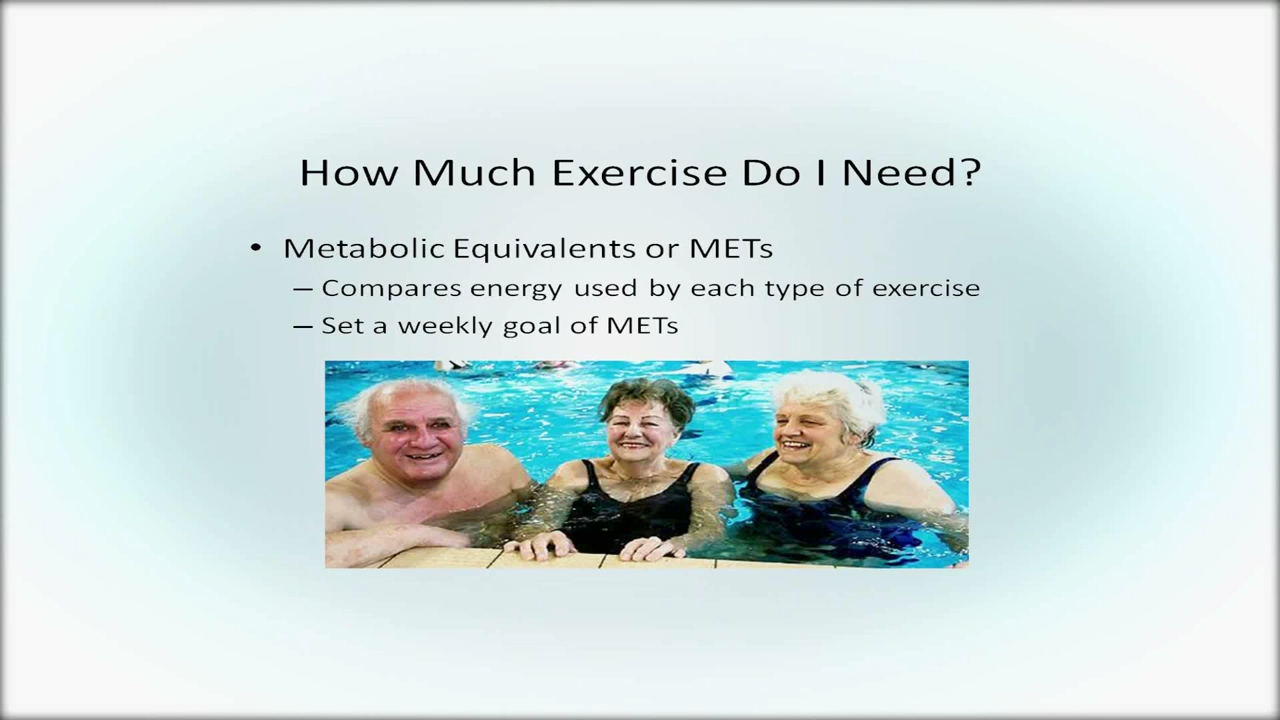 How Much Exercise Do I Need?
• Metabolic Equivalents or METs
– Compares energy used by each type of exercise
– Set a weekly goal of METs